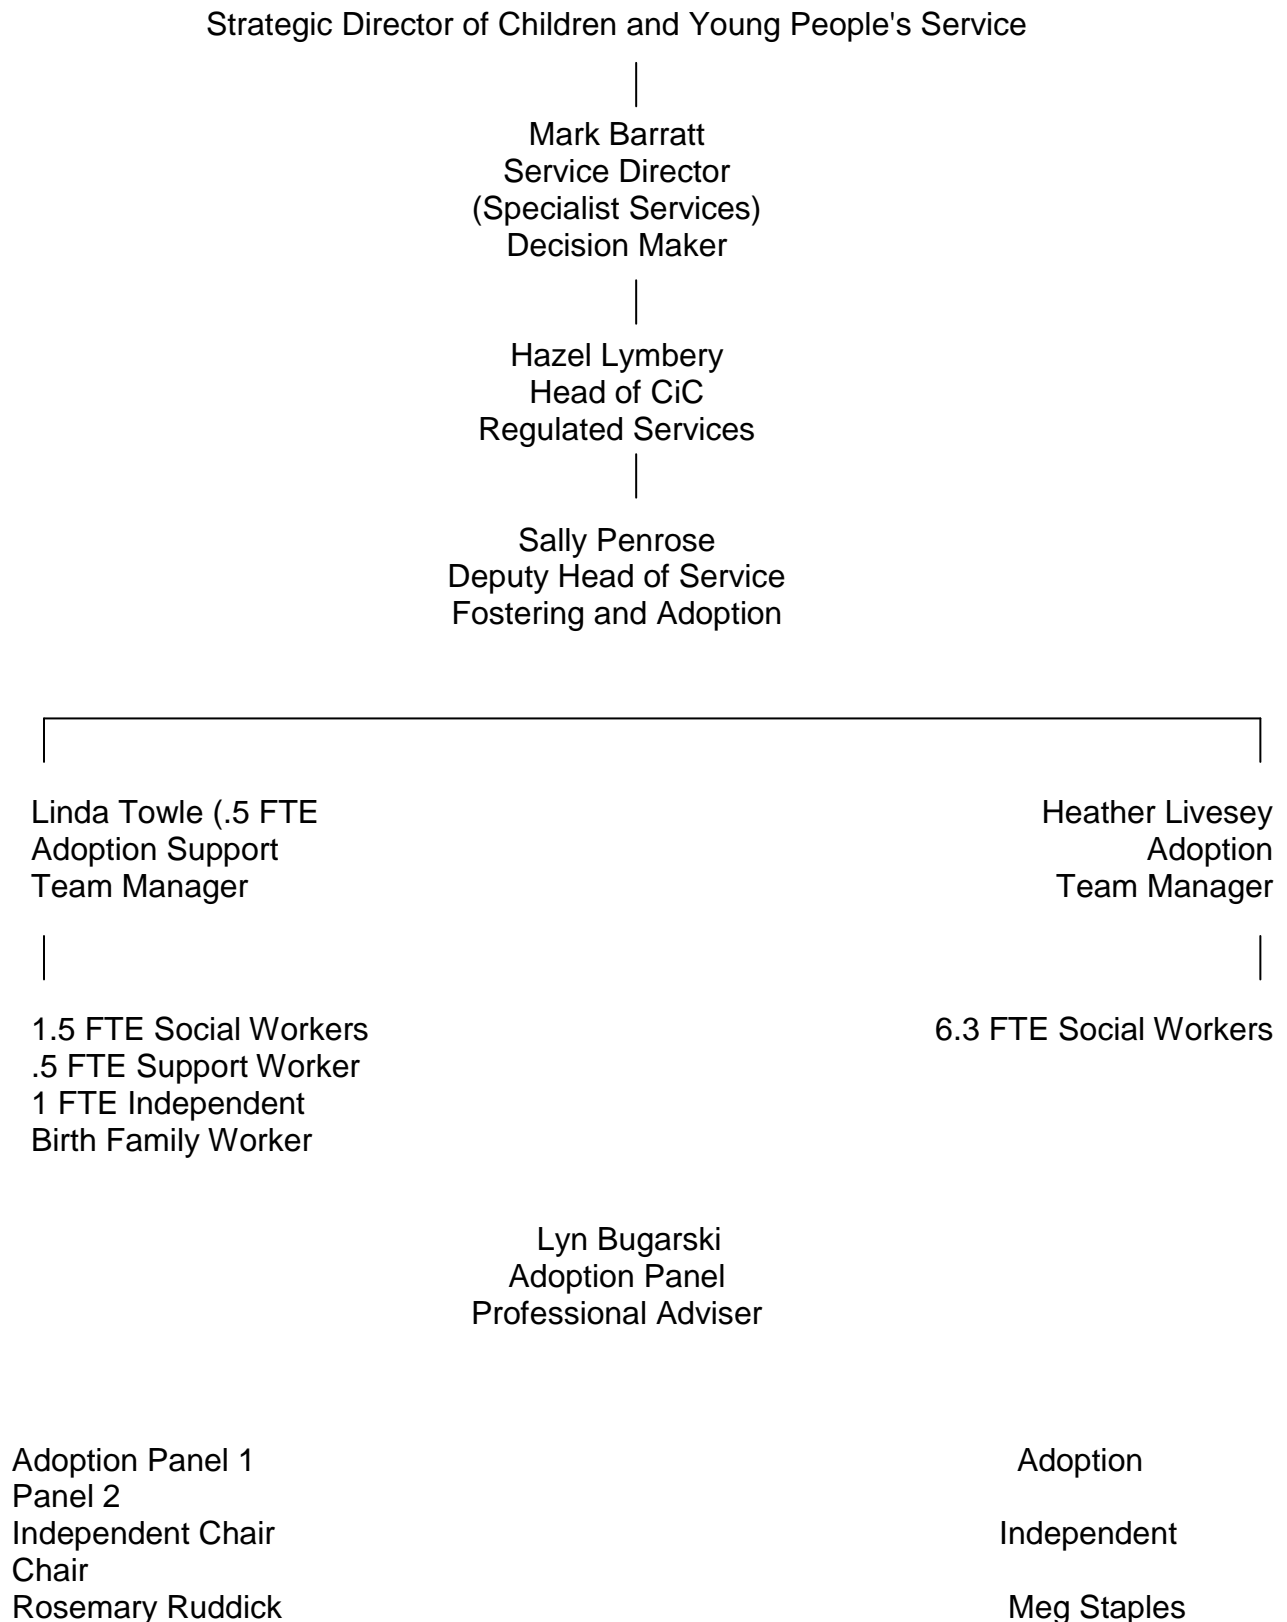 Strategic Director of Children and Young People's Service
Mark Barratt
Service Director
(Specialist Services)
Decision Maker
Hazel Lymbery
Head of CiC
Regulated Services
Sally Penrose
Deputy Head of Service
Fostering and Adoption
Linda Towle (.5 FTE
Adoption Support
Team Manager
Heather Livesey
Adoption
Team Manager
1.5 FTE Social Workers
.5 FTE Support Worker
1 FTE Independent
Birth Family Worker
6.3 FTE Social Workers
Lyn Bugarski
Adoption Panel
Professional Adviser
Adoption Panel 1 Adoption
Panel 2
Independent Chair Independent
Chair
Rosemary Ruddick Meg Staples